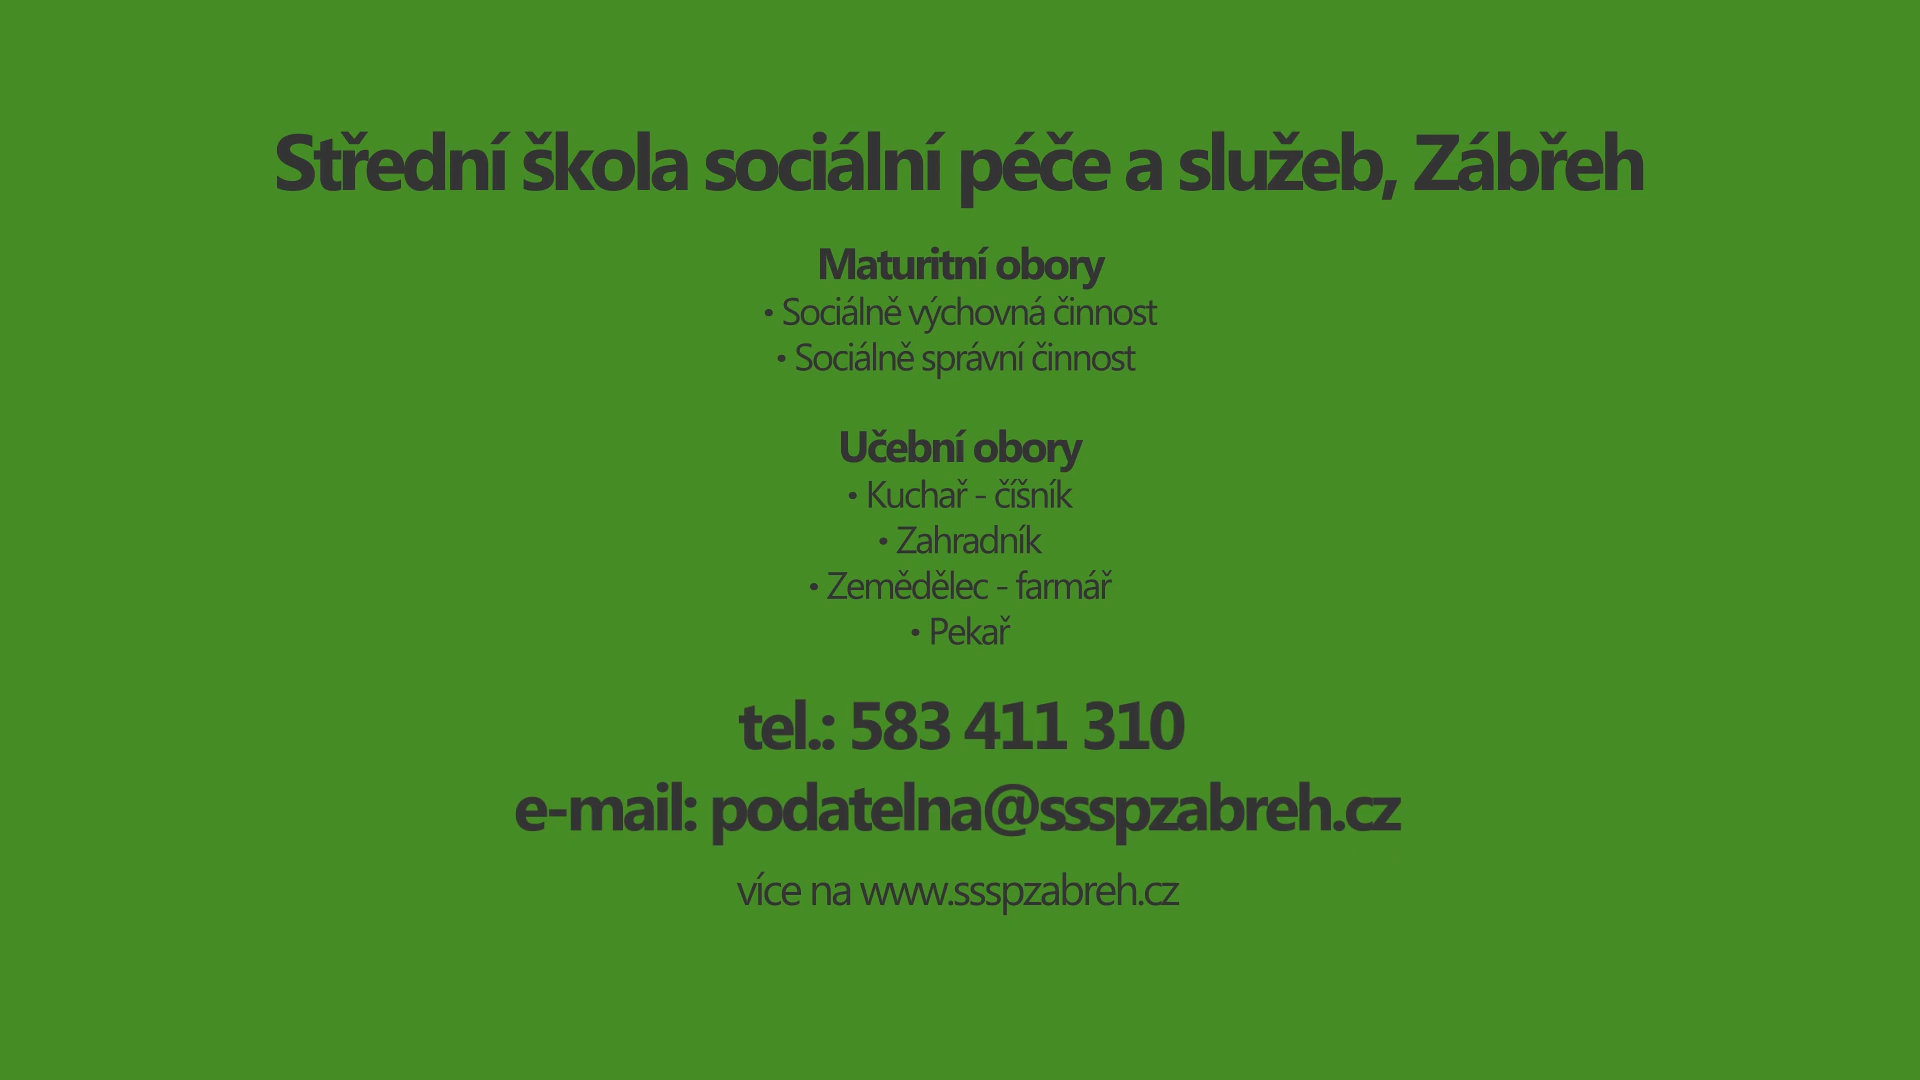 Střední škola sociální péče a služeb, Zábřeh
Maturitní obory
• Sociálně výchovná činnost
• Sociálně správní činnost
Učební obory
• Kuchař - číšník
• Zahradník
• Zemědělec - farmář
• Pekař
tel.: 583 411 310
e-mail: podatelna@ssspzabreh.cz
více na www.ssspzabreh.cz